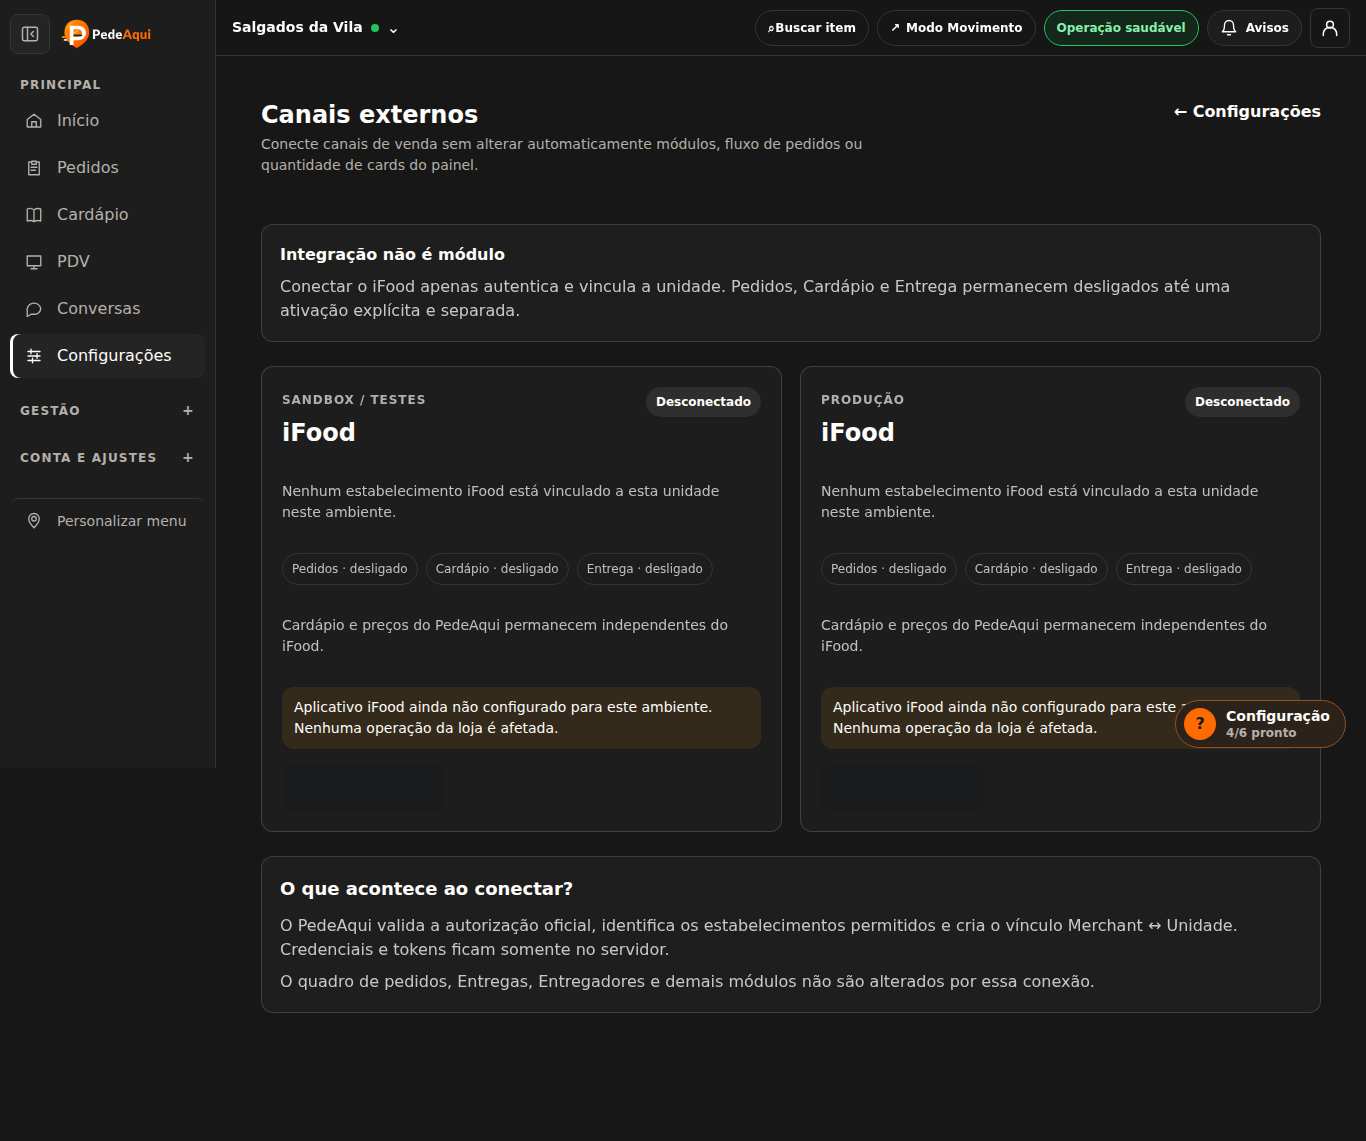 PedeAqui
PRINCIPAL
Início
Pedidos
Cardápio
PDV
Conversas
Configurações
GESTÃO +
CONTA E AJUSTES +
Personalizar menu
Salgados da Vila
Buscar item
↗ Modo Movimento
Operação saudável
Avisos
Canais externos
← Configurações
Conecte canais de venda sem alterar automaticamente módulos, fluxo de pedidos ou
quantidade de cards do painel.
Integração não é módulo
Conectar o iFood apenas autentica e vincula a unidade. Pedidos, Cardápio e Entrega permanecem desligados até uma
ativação explícita e separada.
SANDBOX / TESTES
Desconectado
iFood
Nenhum estabelecimento iFood está vinculado a esta unidade
neste ambiente.
Pedidos · desligado
Cardápio · desligado
Entrega · desligado
Cardápio e preços do PedeAqui permanecem independentes do
iFood.
Aplicativo iFood ainda não configurado para este ambiente.
Nenhuma operação da loja é afetada.
PRODUÇÃO
Desconectado
iFood
Nenhum estabelecimento iFood está vinculado a esta unidade
neste ambiente.
Pedidos · desligado
Cardápio · desligado
Entrega · desligado
Cardápio e preços do PedeAqui permanecem independentes do
iFood.
Aplicativo iFood ainda não configurado para este
Nenhuma operação da loja é afetada.
?
Configuração
4/6 pronto
O que acontece ao conectar?
O PedeAqui valida a autorização oficial, identifica os estabelecimentos permitidos e cria o vínculo Merchant ↔ Unidade.
Credenciais e tokens ficam somente no servidor.
O quadro de pedidos, Entregas, Entregadores e demais módulos não são alterados por essa conexão.